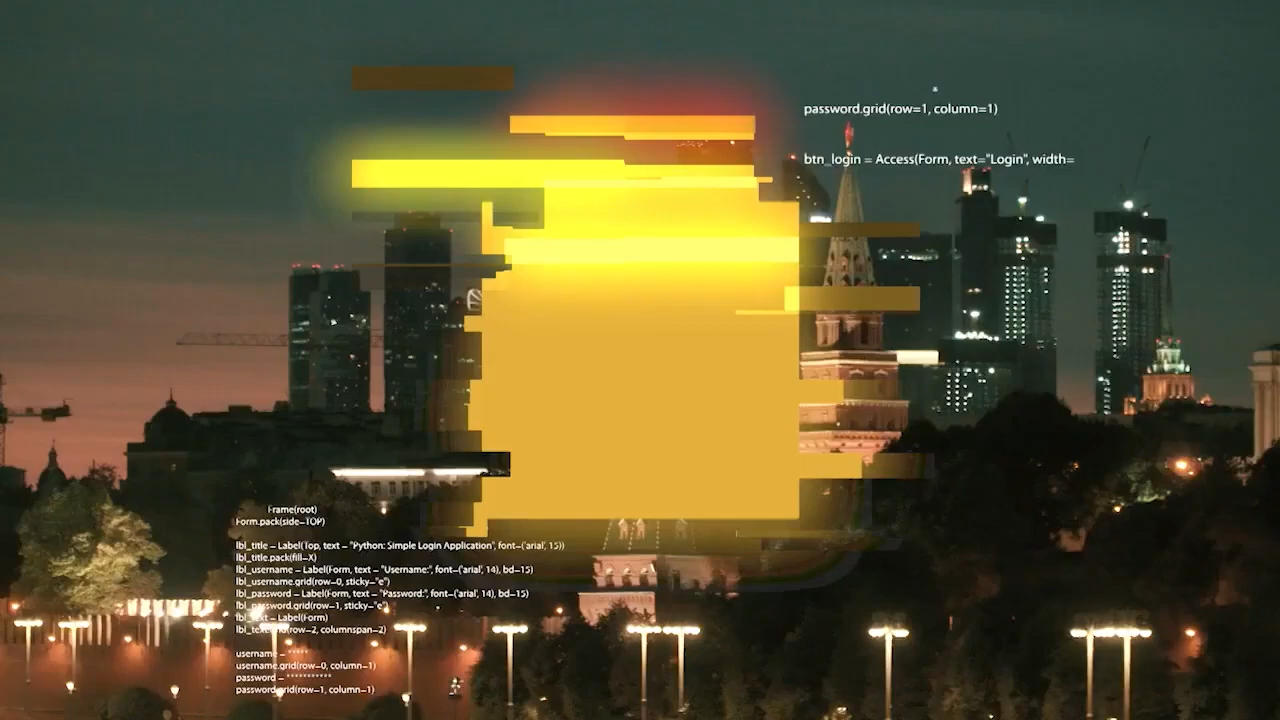 password.grid(row=1, column=1)
btn_login = Access(Form, text="Login", width=
Frame(root)
Form.pack(side=TOP)
lbl_title = Label(Top, text = "Python: Simple Login Application", font=('arial', 15))
lbl_title.pack(fill=X)
lbl_username = Label(Form, text = "Username:", font=('arial', 14), bd=15)
lbl_username.grid(row=0, sticky="e")
lbl_password = Label(Form, text = "Password:", font=('arial', 14), bd=15)
lbl_password.grid(row=1, sticky="e")
lbl_text = Label(Form)
lbl_text.grid(row=2, columnspan=2)
username = *****
username.grid(row=0, column=1)
password = ***********
password.grid(row=1, column=1)